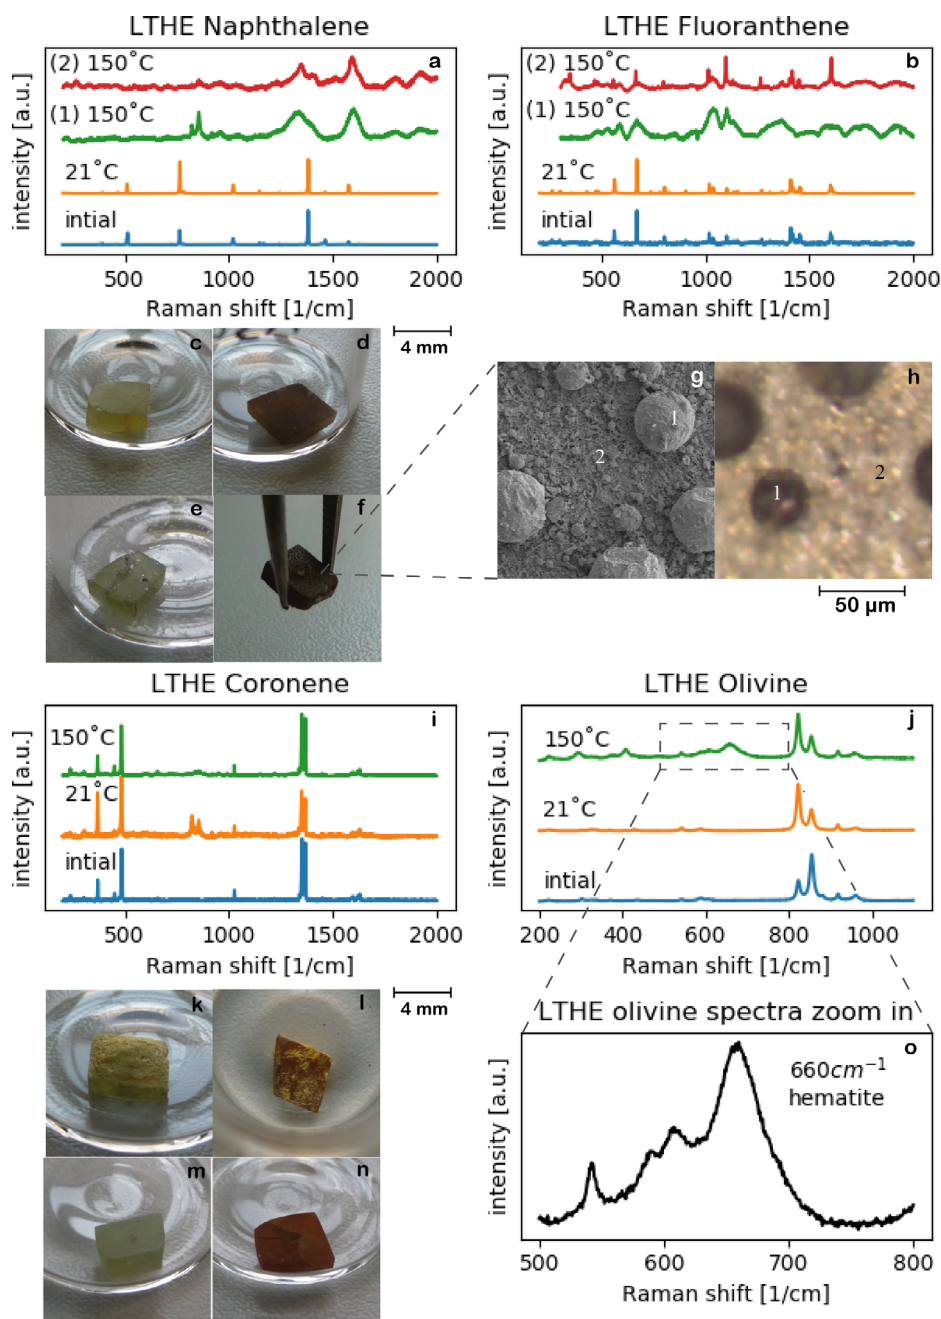 LTHE Naphthalene
a
(2) 150˚C
(1) 150˚C
21˚C
intial
intensity [a.u.]
500 1000 1500 2000
Raman shift [1/cm]
LTHE Fluoranthene
b
(2) 150˚C
(1) 150˚C
21˚C
intial
intensity [a.u.]
500 1000 1500 2000
Raman shift [1/cm]
c
d
4 mm
e
f
g
1
2
h
1
2
50 µm
LTHE Coronene
i
150˚C
21˚C
intial
intensity [a.u.]
500 1000 1500 2000
Raman shift [1/cm]
LTHE Olivine
j
150˚C
21˚C
intial
intensity [a.u.]
200 400 600 800 1000
Raman shift [1/cm]
k
l
4 mm
m
n
LTHE olivine spectra zoom in
o
660cm⁻¹
hematite
intensity [a.u.]
500 600 700 800
Raman shift [1/cm]